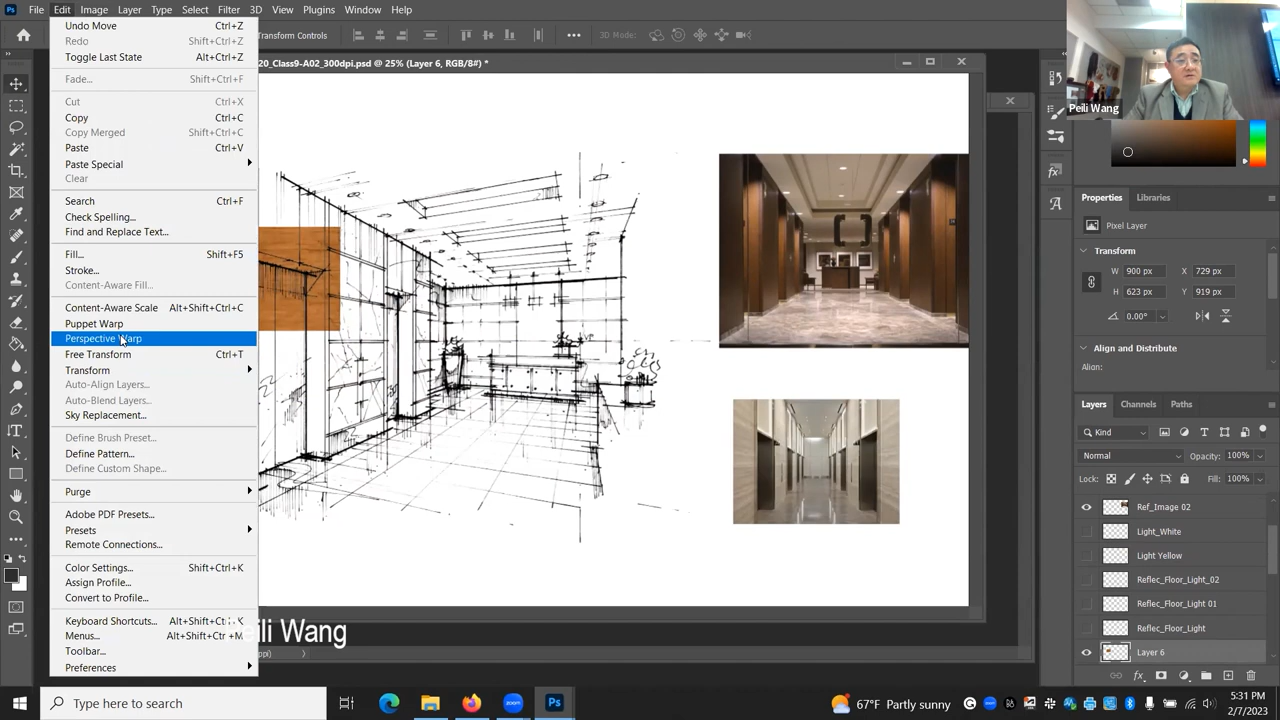 Ps File Edit Image Layer Type Select Filter 3D View Plugins Window Help
Transform Controls
3D Mode:
20_Class9-A02_300dpi.psd @ 25% (Layer 6, RGB/8#) *
Undo Move Ctrl+Z
Redo Shift+Ctrl+Z
Toggle Last State Alt+Ctrl+Z
Fade... Shift+Ctrl+F
Cut Ctrl+X
Copy Ctrl+C
Copy Merged Shift+Ctrl+C
Paste Ctrl+V
Paste Special
Clear
Search Ctrl+F
Check Spelling...
Find and Replace Text...
Fill... Shift+F5
Stroke...
Content-Aware Fill...
Content-Aware Scale Alt+Shift+Ctrl+C
Puppet Warp
Perspective Warp
Free Transform Ctrl+T
Transform
Auto-Align Layers...
Auto-Blend Layers...
Sky Replacement...
Define Brush Preset...
Define Pattern...
Define Custom Shape...
Purge
Adobe PDF Presets...
Presets
Remote Connections...
Color Settings... Shift+Ctrl+K
Assign Profile...
Convert to Profile...
Keyboard Shortcuts... Alt+Shift+Ctrl+K
Menus... Alt+Shift+Ctrl+M
Toolbar...
Preferences
Peili Wang
ppi)
Peili Wang
Properties Libraries
Pixel Layer
Transform
W 900 px X 729 px
H 623 px Y 919 px
0.00°
Align and Distribute
Align:
Layers Channels Paths
Kind
Normal Opacity: 100%
Lock: Fill: 100%
Ref_Image 02
Light_White
Light Yellow
Reflec_Floor_Light_02
Reflec_Floor_Light 01
Reflec_Floor_Light
Layer 6
Type here to search
Ps
67°F Partly sunny
5:31 PM
2/7/2023